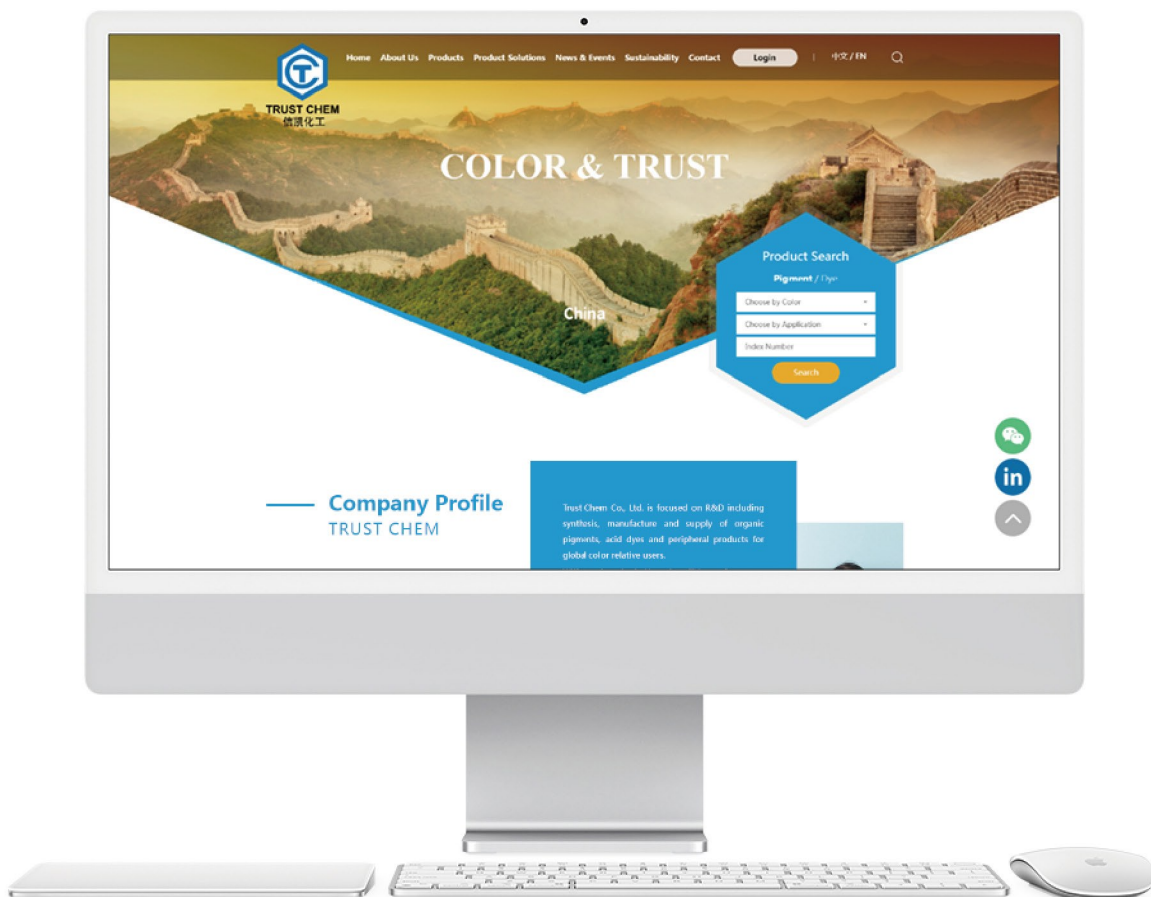 Home About Us Products Product Solutions News & Events Sustainability Contact Login | 中文 / EN
TRUST CHEM
信凯化工
COLOR & TRUST
China
Product Search
Pigment / Dye
Choose by Color
Choose by Application
Index Number
Search
in
Company Profile
TRUST CHEM
Trust Chem Co., Ltd. is focused on R&D including
synthesis, manufacture and supply of organic
pigments, acid dyes and peripheral products for
global color relative users.